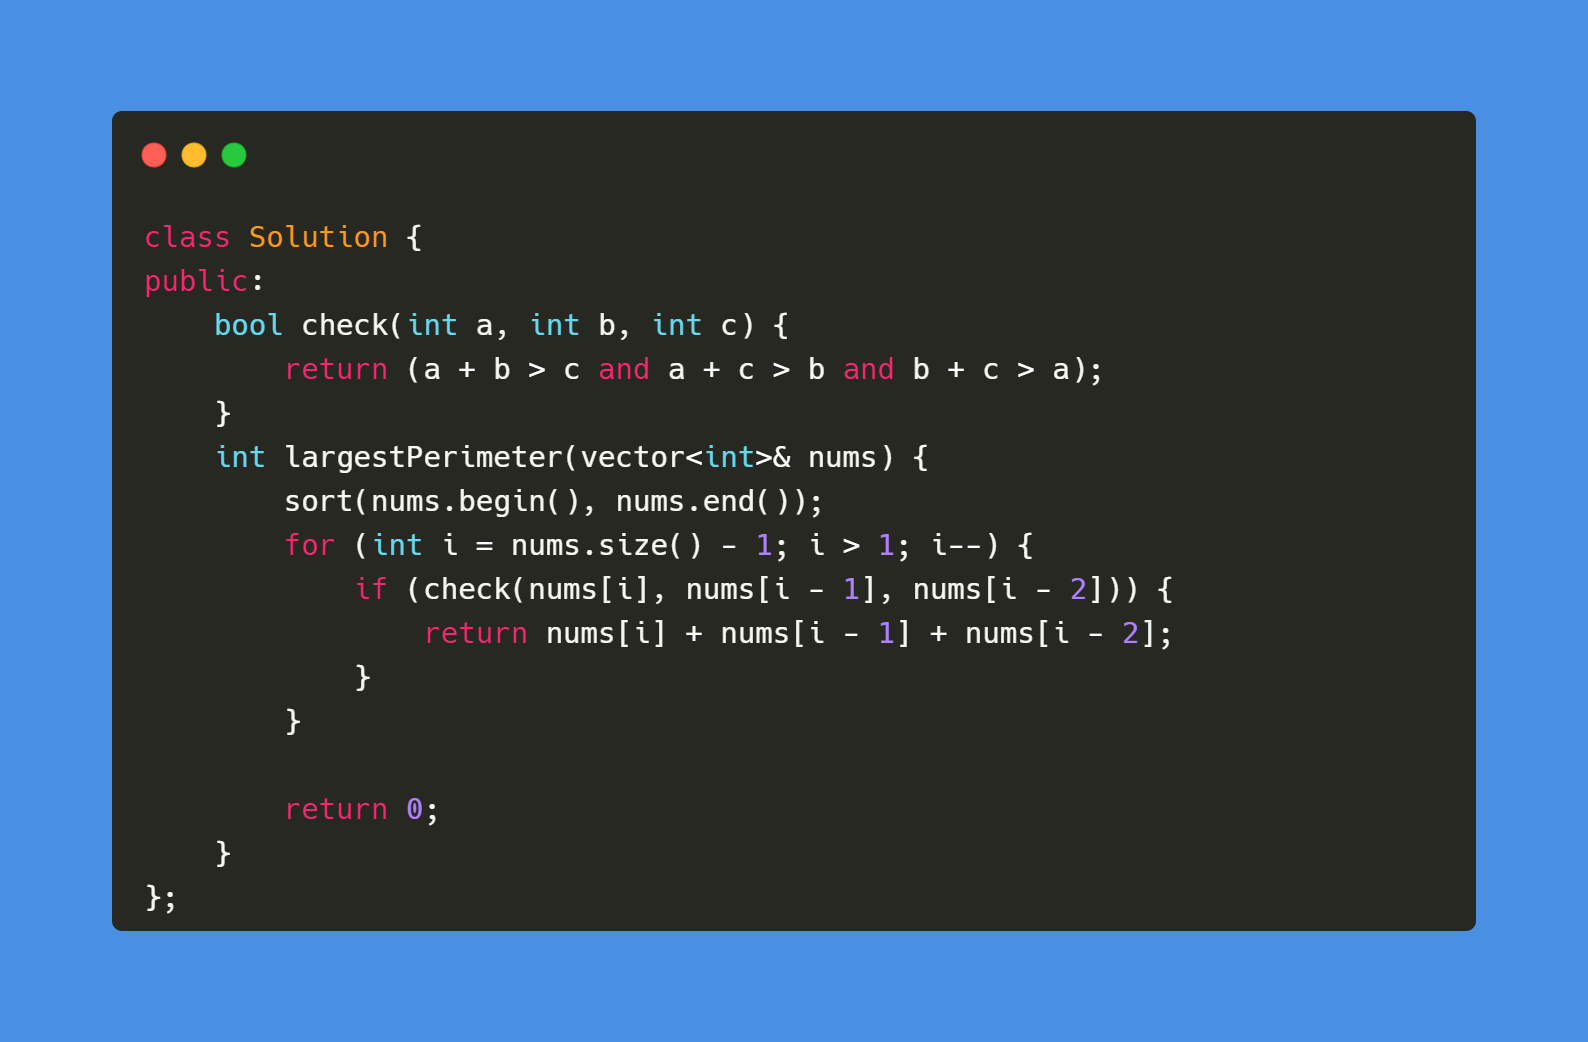 class Solution {
public:
    bool check(int a, int b, int c) {
        return (a + b > c and a + c > b and b + c > a);
    }
    int largestPerimeter(vector<int>& nums) {
        sort(nums.begin(), nums.end());
        for (int i = nums.size() - 1; i > 1; i--) {
            if (check(nums[i], nums[i - 1], nums[i - 2])) {
                return nums[i] + nums[i - 1] + nums[i - 2];
            }
        }

        return 0;
    }
};